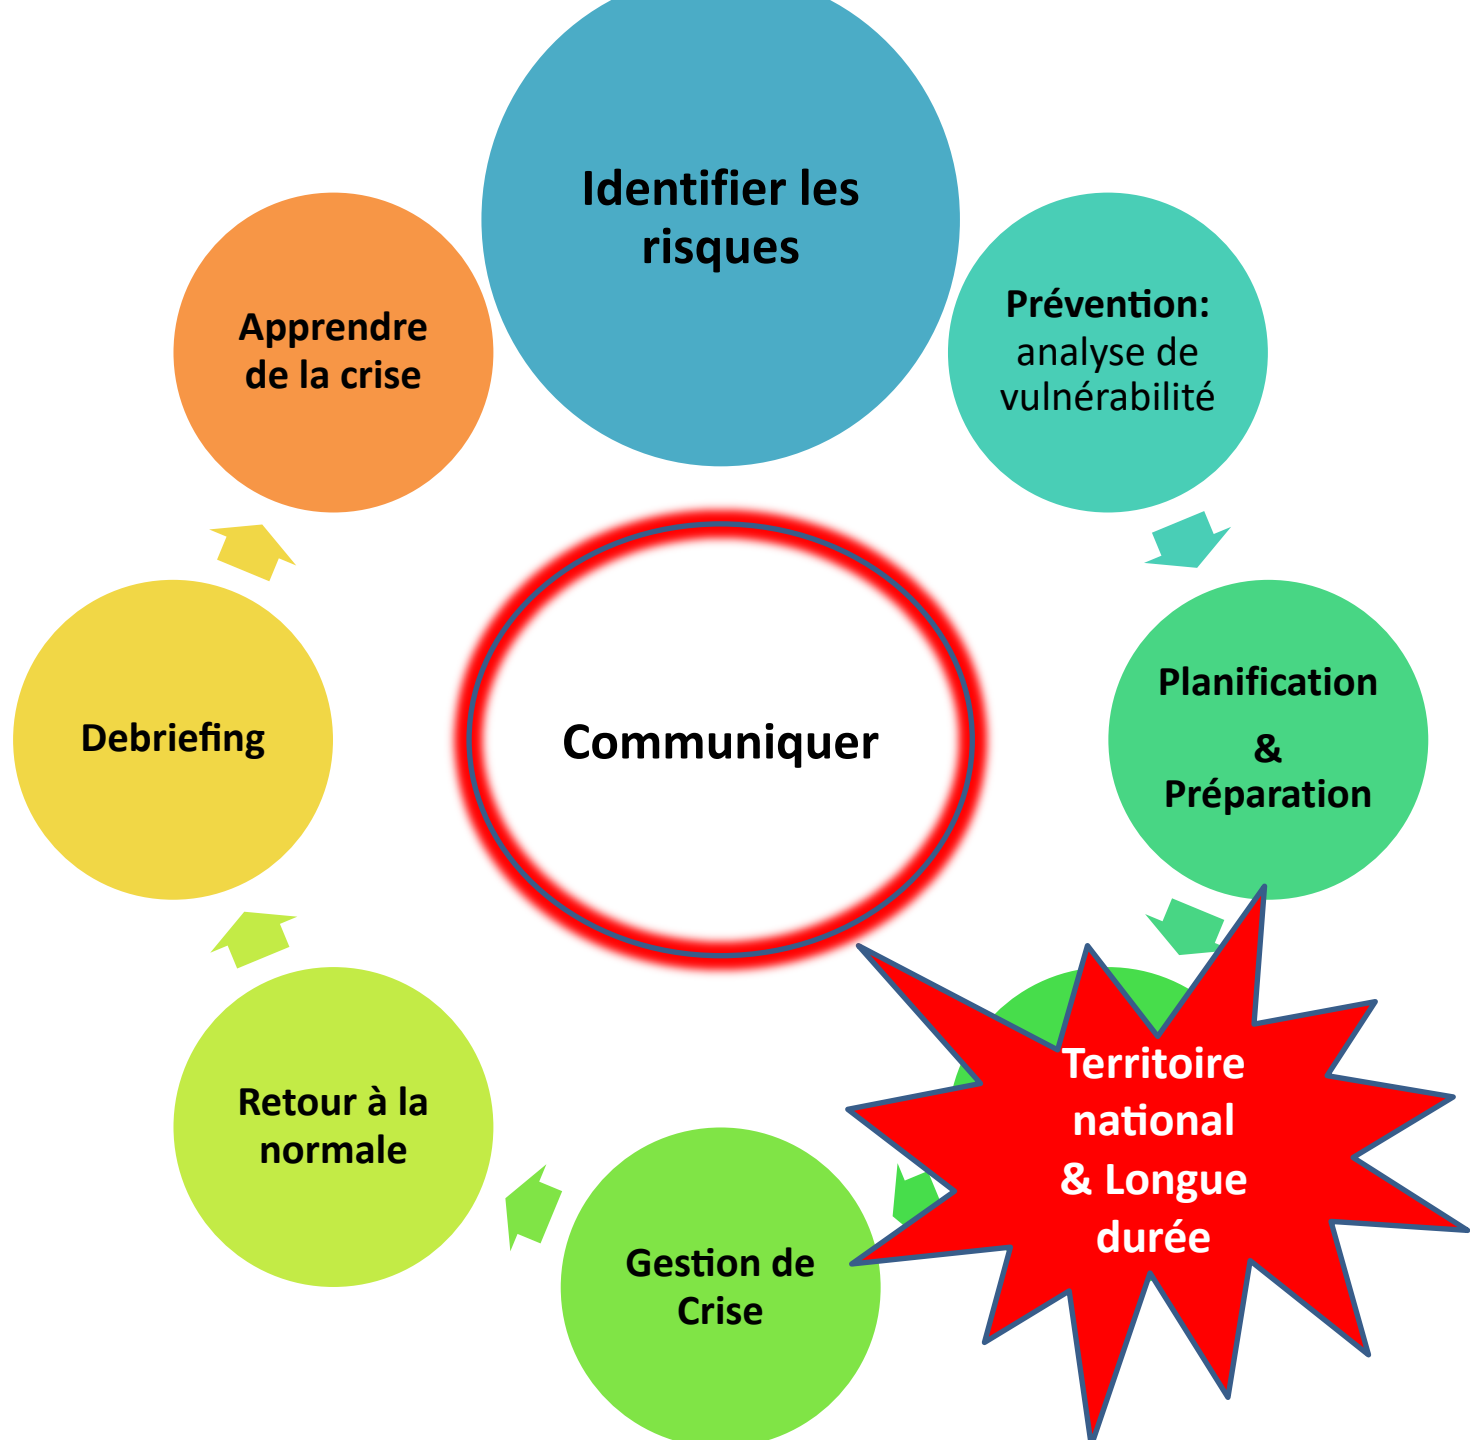 Identifier les
risques
Prévention:
analyse de
vulnérabilité
Planification
&
Préparation
Territoire
national
& Longue
durée
Gestion de
Crise
Retour à la
normale
Debriefing
Apprendre
de la crise
Communiquer